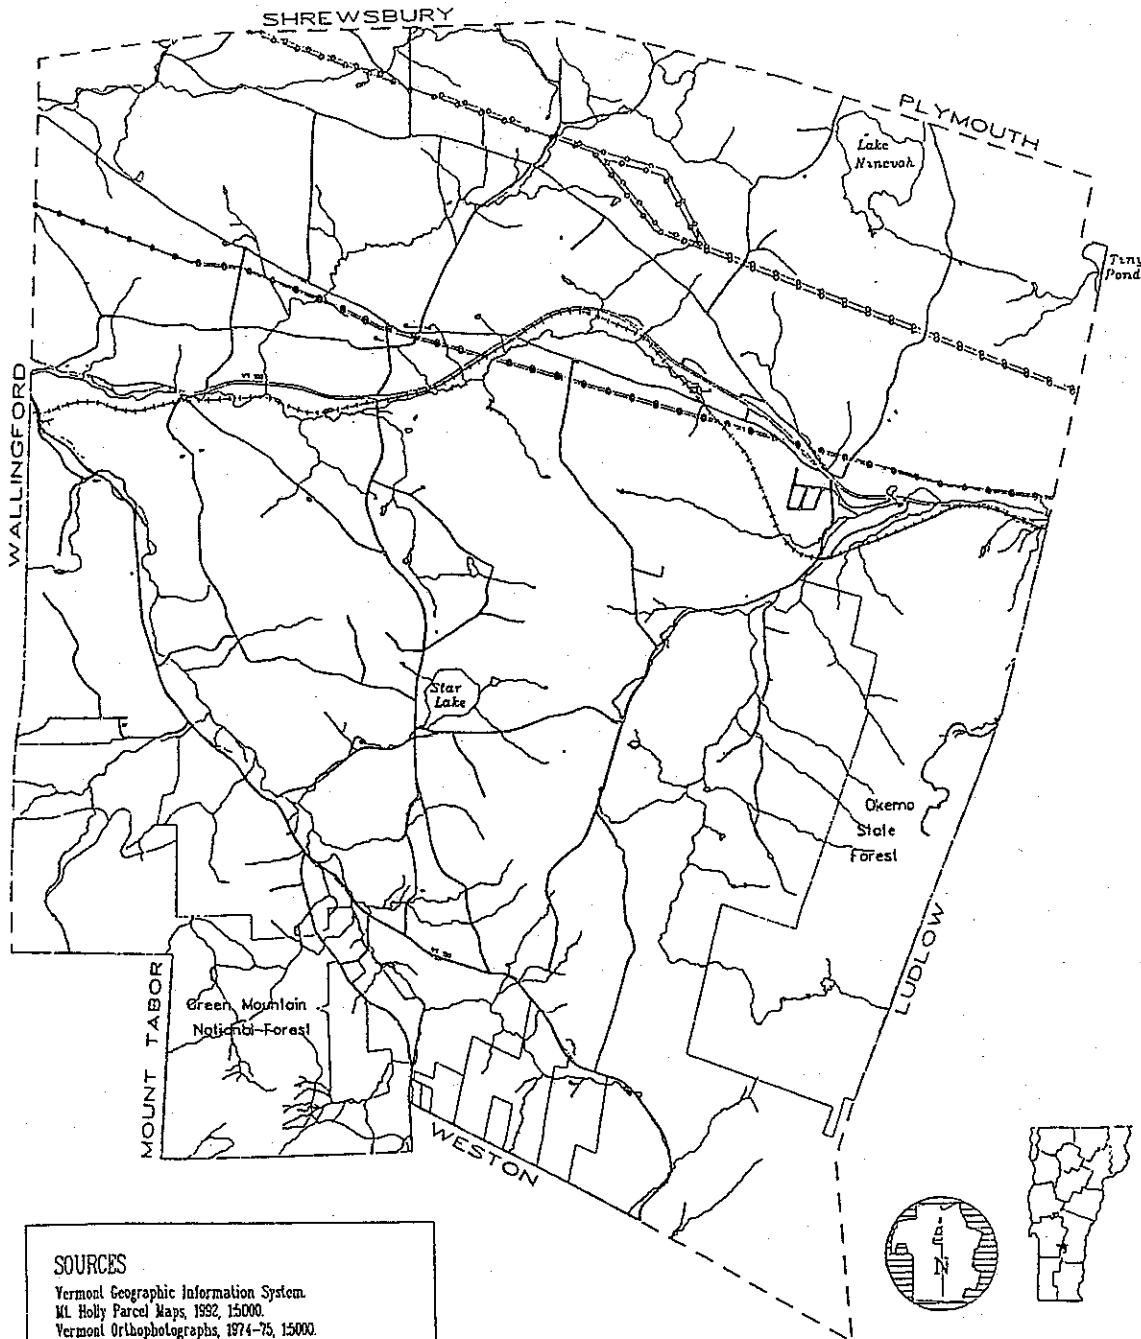 SHREWSBURY
PLYMOUTH
Lake
Ninevah
Tiny
Pond
WALLINGFORD
Star
Lake
Okemo
State
Forest
LUDLOW
MOUNT TABOR
Green Mountain
National Forest
WESTON
N
SOURCES
Vermont Geographic Information System.
Mt. Holly Parcel Maps, 1992, 1:5000.
Vermont Orthophotographs, 1974-75, 1:5000.